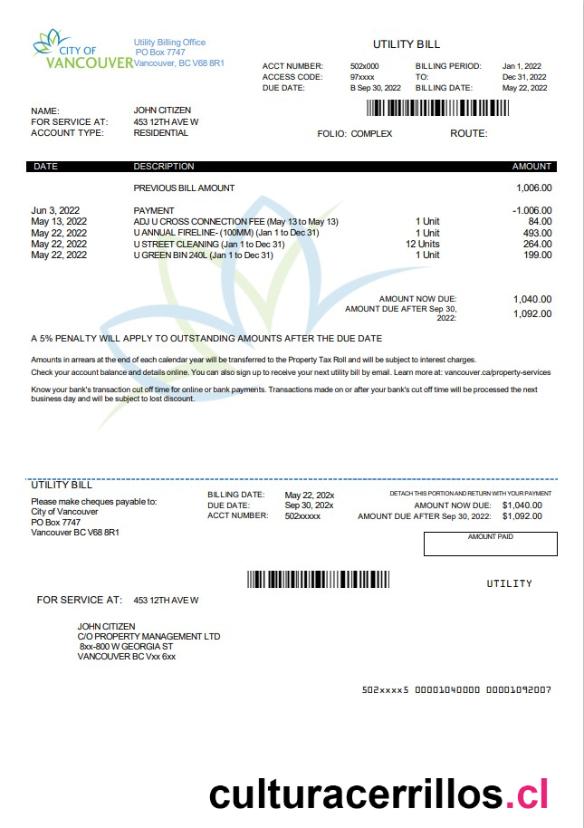 CITY OF
VANCOUVER
Utility Billing Office
PO Box 7747
Vancouver, BC V68 8R1
UTILITY BILL
ACCT NUMBER: 502x000 BILLING PERIOD: Jan 1, 2022
ACCESS CODE: 97xxxx TO: Dec 31, 2022
DUE DATE: B Sep 30, 2022 BILLING DATE: May 22, 2022
NAME: JOHN CITIZEN
FOR SERVICE AT: 453 12TH AVE W
ACCOUNT TYPE: RESIDENTIAL
FOLIO: COMPLEX ROUTE:
DATE DESCRIPTION AMOUNT
PREVIOUS BILL AMOUNT 1,006.00
Jun 3, 2022 PAYMENT -1.006.00
May 13, 2022 ADJ U CROSS CONNECTION FEE (May 13 to May 13) 1 Unit 84.00
May 22, 2022 U ANNUAL FIRELINE- (100MM) (Jan 1 to Dec 31) 1 Unit 493.00
May 22, 2022 U STREET CLEANING (Jan 1 to Dec 31) 12 Units 264.00
May 22, 2022 U GREEN BIN 240L (Jan 1 to Dec 31) 1 Unit 199.00
AMOUNT NOW DUE: 1,040.00
AMOUNT DUE AFTER Sep 30, 2022: 1,092.00
A 5% PENALTY WILL APPLY TO OUTSTANDING AMOUNTS AFTER THE DUE DATE
Amounts in arrears at the end of each calendar year will be transferred to the Property Tax Roll and will be subject to interest charges.
Check your account balance and details online. You can also sign up to receive your next utility bill by email. Learn more at: vancouver.ca/property-services
Know your bank's transaction cut off time for online or bank payments. Transactions made on or after your bank's cut off time will be processed the next
business day and will be subject to lost discount.
UTILITY BILL
Please make cheques payable to:
City of Vancouver
PO Box 7747
Vancouver BC V68 8R1
BILLING DATE: May 22, 202x
DUE DATE: Sep 30, 202x
ACCT NUMBER: 502xxxxx
DETACH THIS PORTION AND RETURN WITH YOUR PAYMENT
AMOUNT NOW DUE: $1,040.00
AMOUNT DUE AFTER Sep 30, 2022: $1,092.00
AMOUNT PAID
UTILITY
FOR SERVICE AT: 453 12TH AVE W
JOHN CITIZEN
C/O PROPERTY MANAGEMENT LTD
8xx-800 W GEORGIA ST
VANCOUVER BC Vxx 6xx
502xxxx5 00001040000 00001092007
culturacerrillos.cl